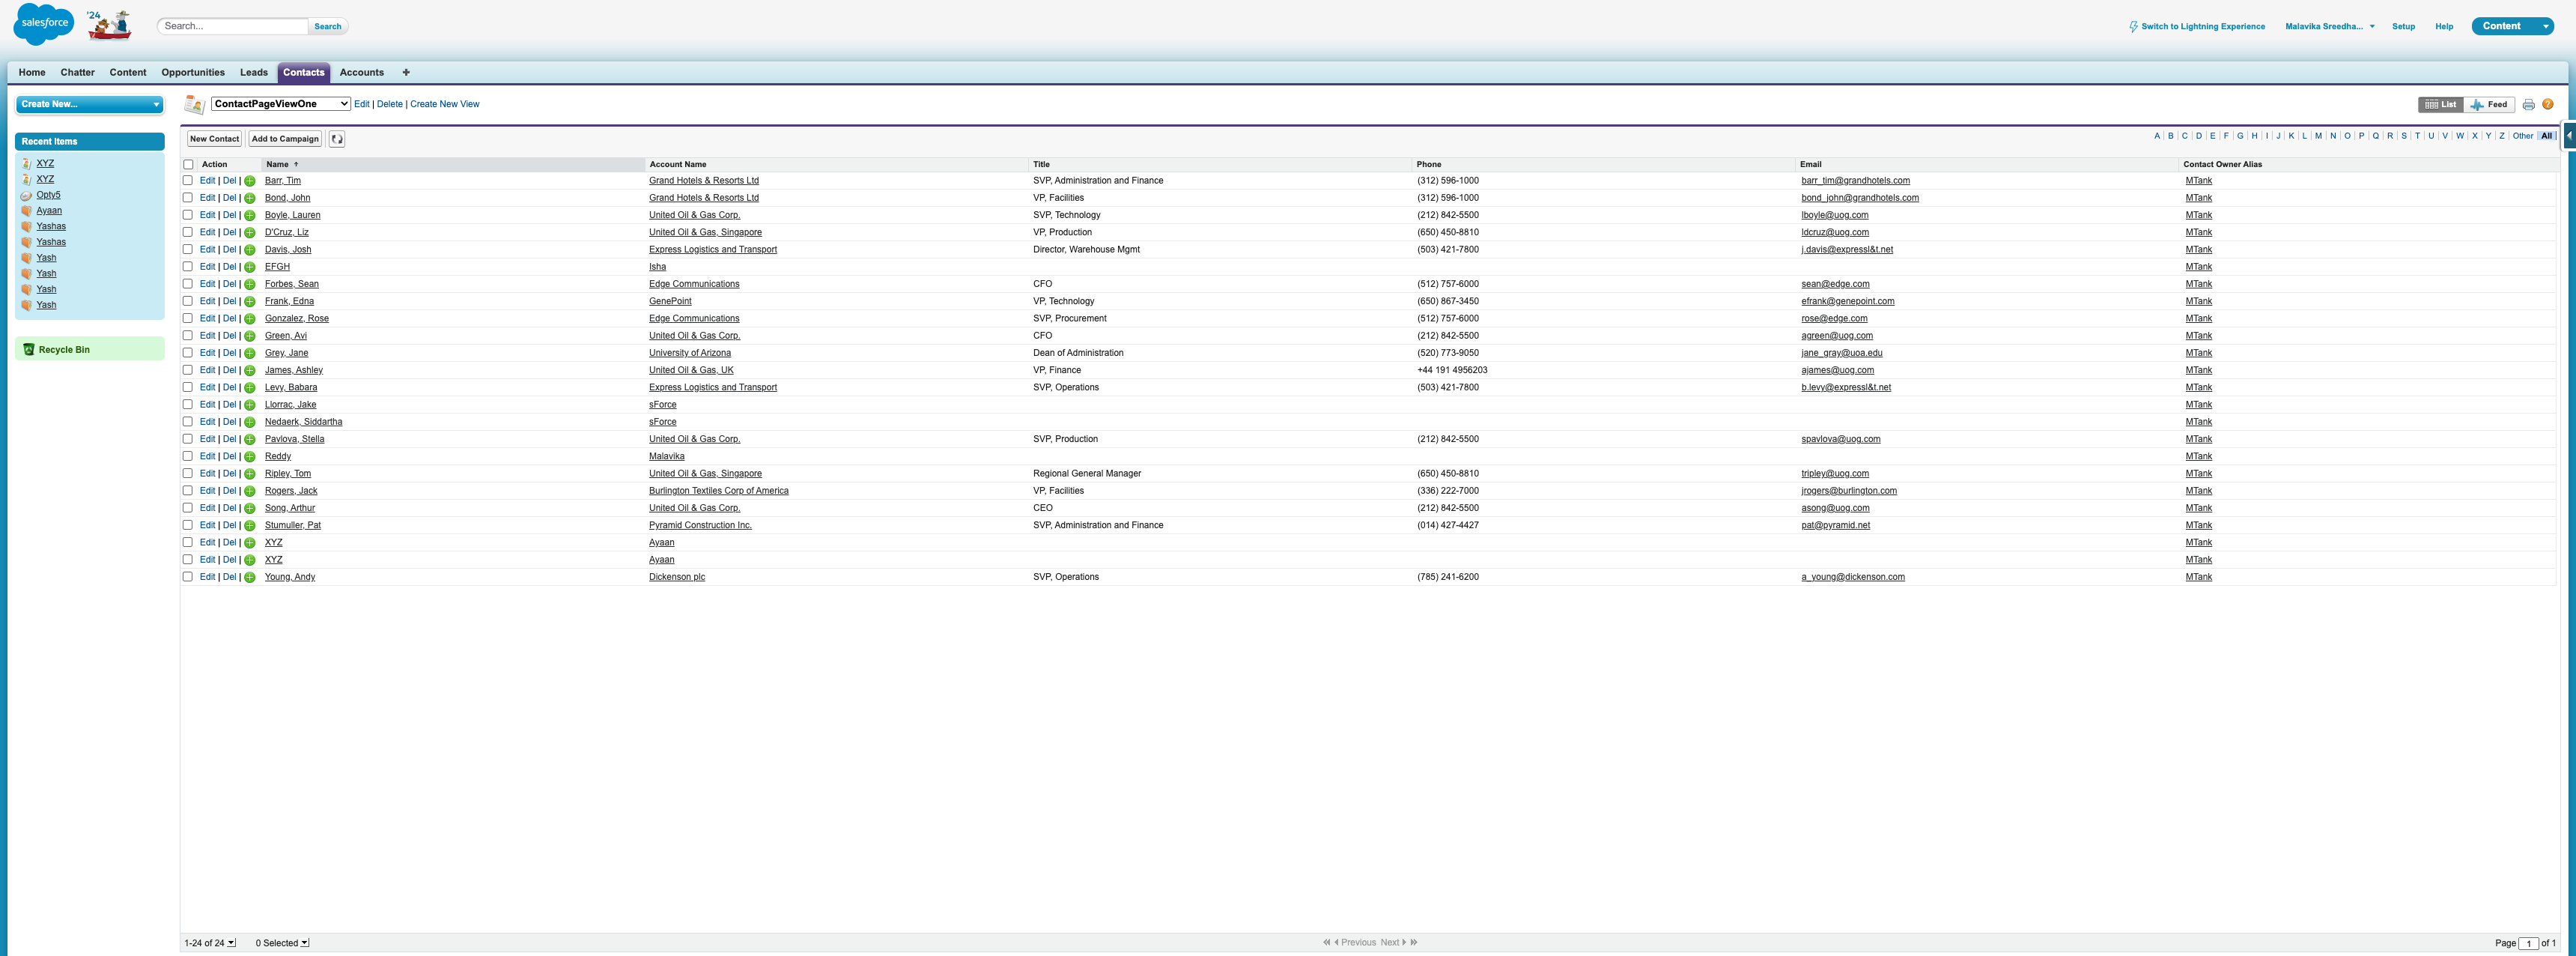 salesforce '24 Search... Search Switch to Lightning Experience Malavika Sreedha... Setup Help Content
Home Chatter Content Opportunities Leads Contacts Accounts +
Create New...
Recent Items
XYZ
XYZ
Opty5
Ayaan
Yashas
Yashas
Yash
Yash
Yash
Yash
Recycle Bin
ContactPageViewOne Edit | Delete | Create New View List Feed
New Contact Add to Campaign A B C D E F G H I J K L M N O P Q R S T U V W X Y Z Other All
Action Name Account Name Title Phone Email Contact Owner Alias
Edit | Del | Barr, Tim Grand Hotels & Resorts Ltd SVP, Administration and Finance (312) 596-1000 barr_tim@grandhotels.com MTank
Edit | Del | Bond, John Grand Hotels & Resorts Ltd VP, Facilities (312) 596-1000 bond_john@grandhotels.com MTank
Edit | Del | Boyle, Lauren United Oil & Gas Corp. SVP, Technology (212) 842-5500 lboyle@uog.com MTank
Edit | Del | D'Cruz, Liz United Oil & Gas, Singapore VP, Production (650) 450-8810 ldcruz@uog.com MTank
Edit | Del | Davis, Josh Express Logistics and Transport Director, Warehouse Mgmt (503) 421-7800 j.davis@expressl&t.net MTank
Edit | Del | EFGH Isha MTank
Edit | Del | Forbes, Sean Edge Communications CFO (512) 757-6000 sean@edge.com MTank
Edit | Del | Frank, Edna GenePoint VP, Technology (650) 867-3450 efrank@genepoint.com MTank
Edit | Del | Gonzalez, Rose Edge Communications SVP, Procurement (512) 757-6000 rose@edge.com MTank
Edit | Del | Green, Avi United Oil & Gas Corp. CFO (212) 842-5500 agreen@uog.com MTank
Edit | Del | Grey, Jane University of Arizona Dean of Administration (520) 773-9050 jane_gray@uoa.edu MTank
Edit | Del | James, Ashley United Oil & Gas, UK VP, Finance +44 191 4956203 ajames@uog.com MTank
Edit | Del | Levy, Babara Express Logistics and Transport SVP, Operations (503) 421-7800 b.levy@expressl&t.net MTank
Edit | Del | Llorrac, Jake sForce MTank
Edit | Del | Nedaerk, Siddartha sForce MTank
Edit | Del | Pavlova, Stella United Oil & Gas Corp. SVP, Production (212) 842-5500 spavlova@uog.com MTank
Edit | Del | Reddy Malavika MTank
Edit | Del | Ripley, Tom United Oil & Gas, Singapore Regional General Manager (650) 450-8810 tripley@uog.com MTank
Edit | Del | Rogers, Jack Burlington Textiles Corp of America VP, Facilities (336) 222-7000 jrogers@burlington.com MTank
Edit | Del | Song, Arthur United Oil & Gas Corp. CEO (212) 842-5500 asong@uog.com MTank
Edit | Del | Stumuller, Pat Pyramid Construction Inc. SVP, Administration and Finance (014) 427-4427 pat@pyramid.net MTank
Edit | Del | XYZ Ayaan MTank
Edit | Del | XYZ Ayaan MTank
Edit | Del | Young, Andy Dickenson plc SVP, Operations (785) 241-6200 a_young@dickenson.com MTank
1-24 of 24 0 Selected Previous Next Page 1 of 1